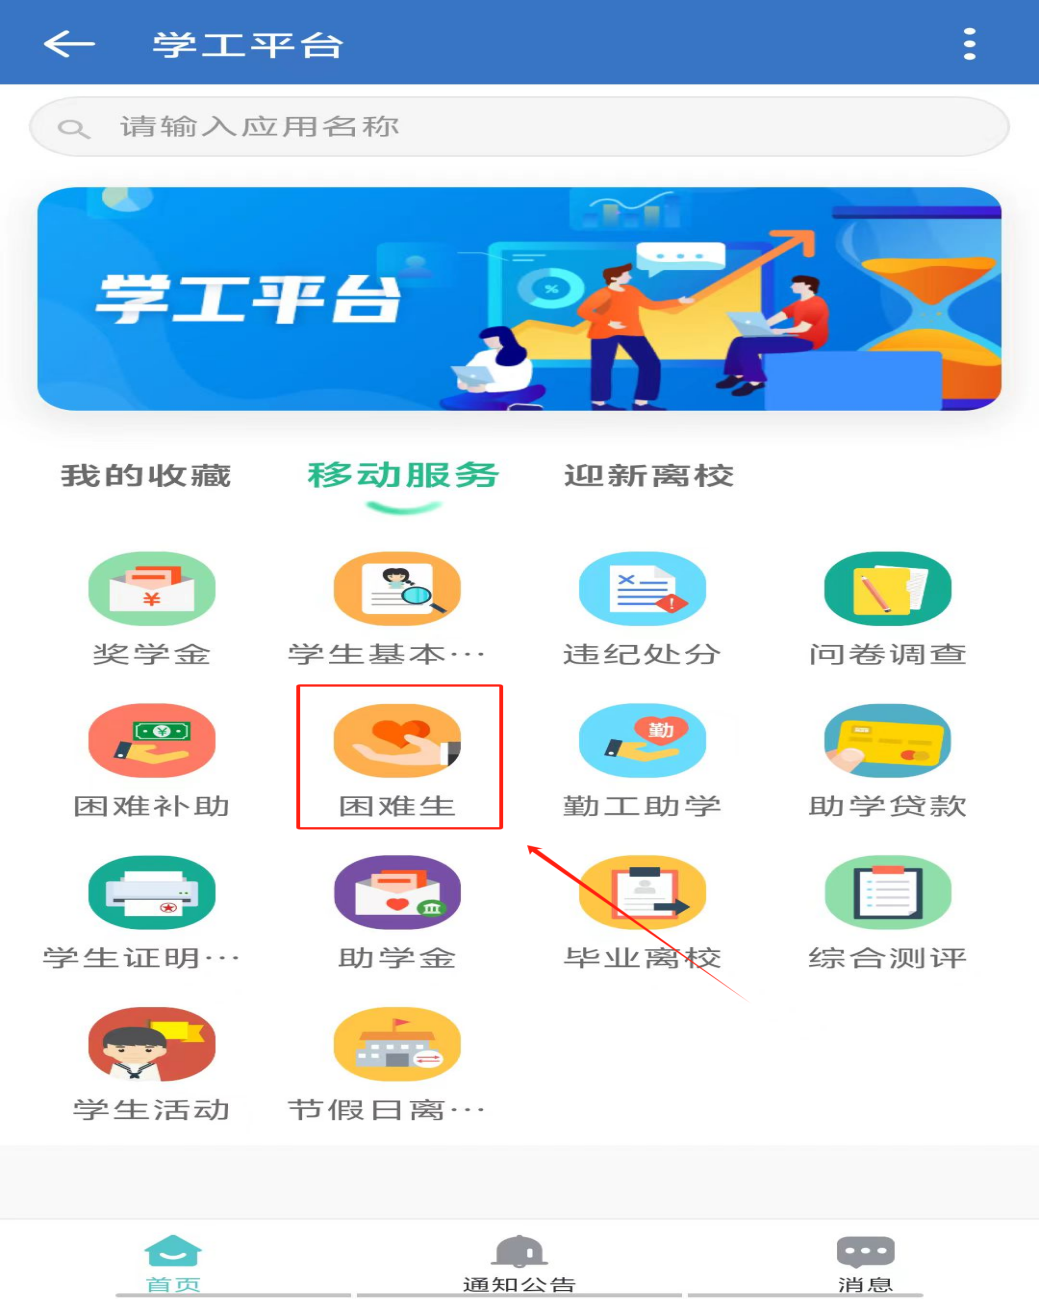 学工平台
请输入应用名称
学工平台
我的收藏 移动服务 迎新离校
奖学金 学生基本… 违纪处分 问卷调查
勤
困难补助 困难生 勤工助学 助学贷款
学生证明… 助学金 毕业离校 综合测评
学生活动 节假日离…
首页 通知公告 消息